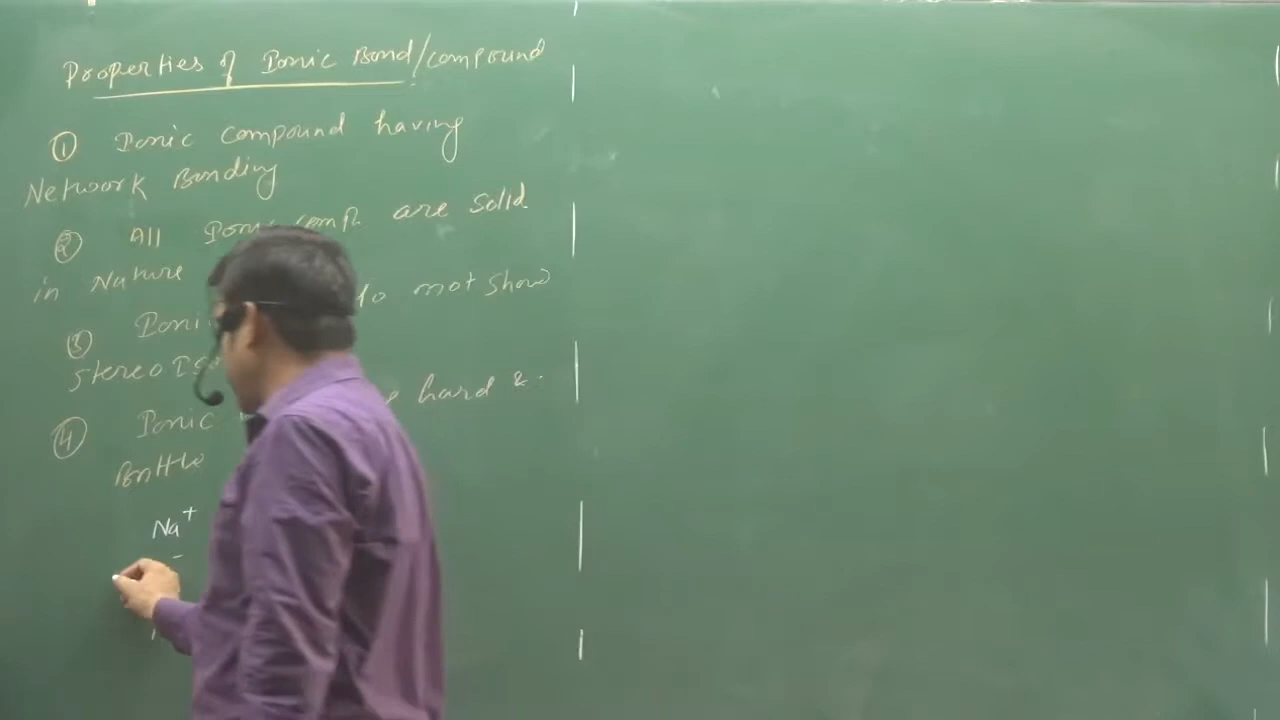 Properties of Ionic Bond/compound
① Ionic compound having
Network Bonding
② All Ionic comp. are solid
in Nature
③ Ionic do not show
stereo Iso
④ Ionic hard &
Brittle
Na+